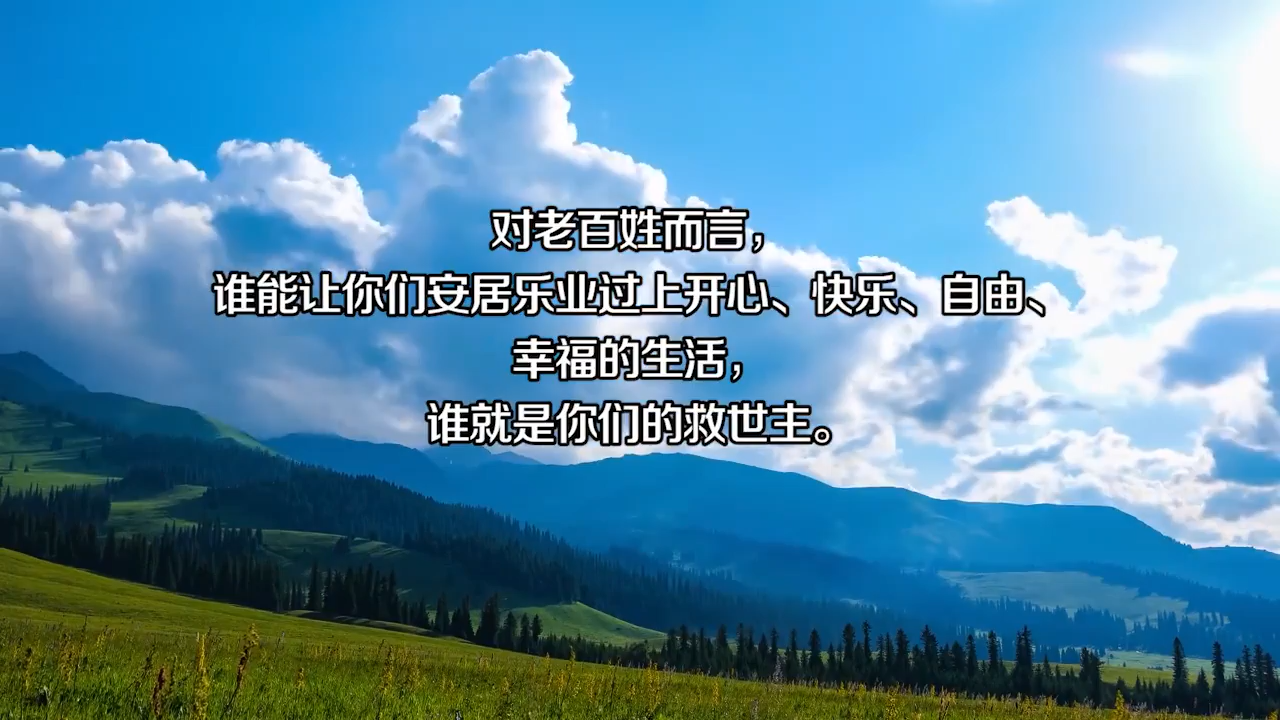 对老百姓而言，
谁能让你们安居乐业过上开心、快乐、自由、
幸福的生活，
谁就是你们的救世主。